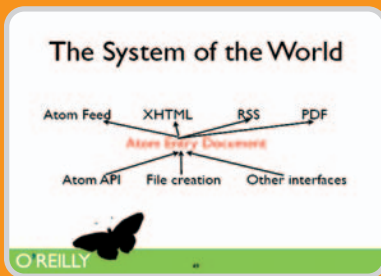 The System of the World
Atom Feed XHTML RSS PDF
Atom Entry Document
Atom API File creation Other interfaces
O'REILLY